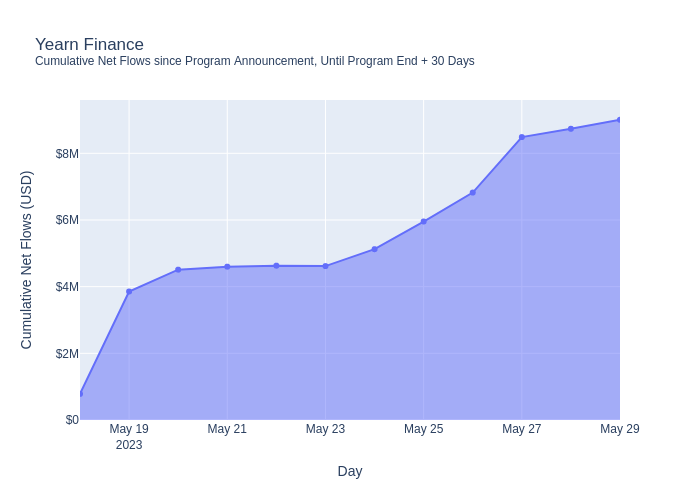 Yearn Finance
Cumulative Net Flows since Program Announcement, Until Program End + 30 Days
Cumulative Net Flows (USD)
$8M
$6M
$4M
$2M
$0
May 19
2023
May 21
May 23
May 25
May 27
May 29
Day